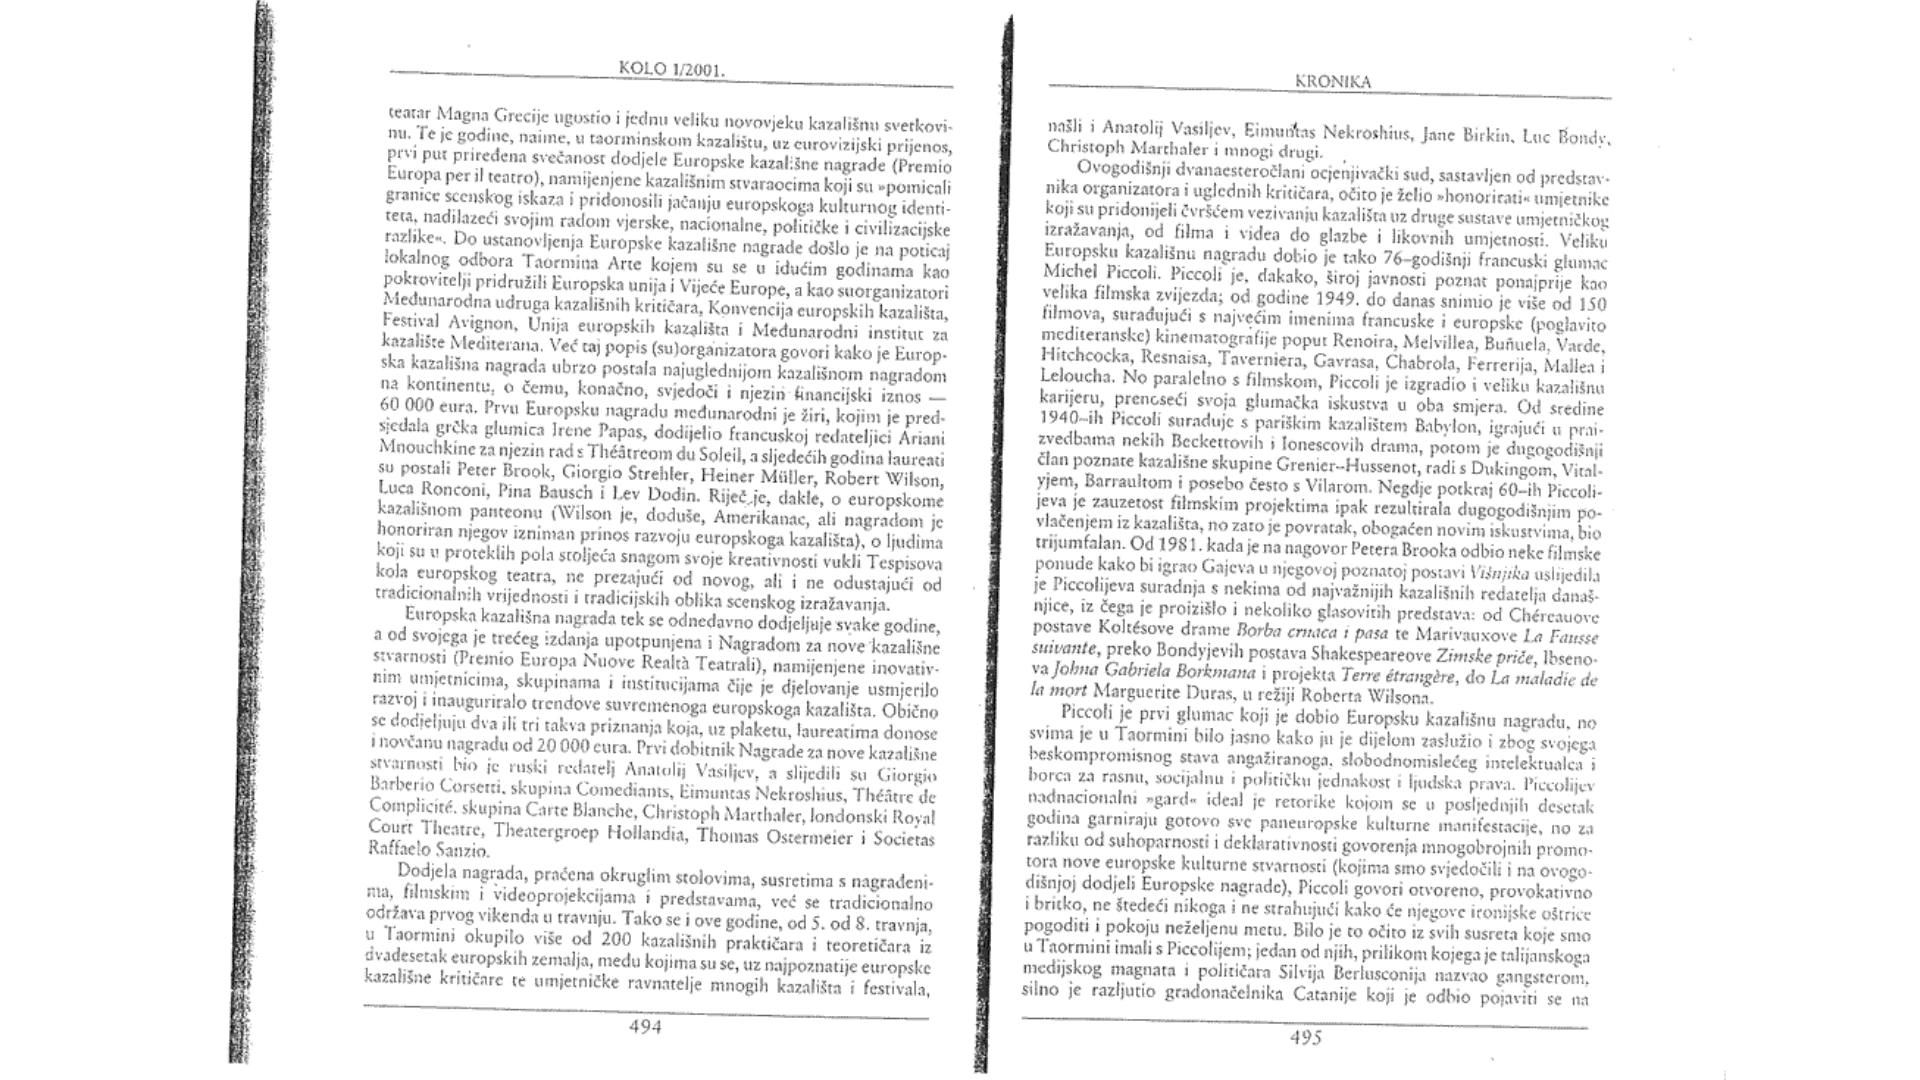 KOLO 1/2001.
teatar Magna Grecije ugostio i jednu veliku novovjeku kazališnu svetkovi-
nu. Te je godine, naime, u taorminskom kazalištu, uz eurovizijski prijenos,
prvi put priređena svečanost dodjele Europske kazališne nagrade (Premio
Europa per il teatro), namijenjene kazališnim stvaraocima koji su »pomicali
granice scenskog iskaza i pridonosili jačanju europskoga kulturnog identi-
teta, nadilazeći svojim radom vjerske, nacionalne, političke i civilizacijske
razlike«. Do ustanovljenja Europske kazališne nagrade došlo je na poticaj
lokalnog odbora Taormina Arte kojem su se u idućim godinama kao
pokrovitelji pridružili Europska unija i Vijeće Europe, a kao suorganizatori
Međunarodna udruga kazališnih kritičara, Konvencija europskih kazališta,
Festival Avignon, Unija europskih kazališta i Međunarodni institut za
kazalište Mediterana. Već taj popis (su)organizatora govori kako je Europ-
ska kazališna nagrada ubrzo postala najuglednijom kazališnom nagradom
na kontinentu, o čemu, konačno, svjedoči i njezin financijski iznos —
60 000 eura. Prvu Europsku nagradu međunarodni je žiri, kojim je pred-
sjedala grčka glumica Irene Papas, dodijelio francuskoj redateljici Ariani
Mnouchkine za njezin rad s Théâtreom du Soleil, a sljedećih godina laureati
su postali Peter Brook, Giorgio Strehler, Heiner Müller, Robert Wilson,
Luca Ronconi, Pina Bausch i Lev Dodin. Riječ je, dakle, o europskome
kazališnom panteonu (Wilson je, doduše, Amerikanac, ali nagradom je
honoriran njegov izniman prinos razvoju europskoga kazališta), o ljudima
koji su u proteklih pola stoljeća snagom svoje kreativnosti vukli Tespisova
kola europskog teatra, ne prezajući od novog, ali i ne odustajući od
tradicionalnih vrijednosti i tradicijskih oblika scenskog izražavanja.
Europska kazališna nagrada tek se odnedavno dodjeljuje svake godine,
a od svojega je trećeg izdanja upotpunjena i Nagradom za nove kazališne
stvarnosti (Premio Europa Nuove Realtà Teatrali), namijenjene inovativ-
nim umjetnicima, skupinama i institucijama čije je djelovanje usmjerilo
razvoj i inauguriralo trendove suvremenoga europskoga kazališta. Obično
se dodjeljuju dva ili tri takva priznanja koja, uz plaketu, laureatima donose
i novčanu nagradu od 20 000 eura. Prvi dobitnik Nagrade za nove kazališne
stvarnosti bio je ruski redatelj Anatolij Vasiljev, a slijedili su Giorgio
Barberio Corsetti, skupina Comediants, Eimuntas Nekroshius, Théâtre de
Complicité, skupina Carte Blanche, Christoph Marthaler, londonski Royal
Court Theatre, Theatergroep Hollandia, Thomas Ostermeier i Societas
Raffaelo Sanzio.
Dodjela nagrada, praćena okruglim stolovima, susretima s nagrađeni-
ma, filmskim i videoprojekcijama i predstavama, već se tradicionalno
održava prvog vikenda u travnju. Tako se i ove godine, od 5. od 8. travnja,
u Taormini okupilo više od 200 kazališnih praktičara i teoretičara iz
dvadesetak europskih zemalja, među kojima su se, uz najpoznatije europske
kazališne kritičare te umjetničke ravnatelje mnogih kazališta i festivala,
494
KRONIKA
našli i Anatolij Vasiljev, Eimuntas Nekroshius, Jane Birkin, Luc Bondy,
Christoph Marthaler i mnogi drugi.
Ovogodišnji dvanaesteročlani ocjenjivački sud, sastavljen od predstav-
nika organizatora i uglednih kritičara, očito je želio »honorirati« umjetnike
koji su pridonijeli čvršćem vezivanju kazališta uz druge sustave umjetničkog
izražavanja, od filma i videa do glazbe i likovnih umjetnosti. Veliku
Europsku kazališnu nagradu dobio je tako 76–godišnji francuski glumac
Michel Piccoli. Piccoli je, dakako, široj javnosti poznat ponajprije kao
velika filmska zvijezda; od godine 1949. do danas snimio je više od 150
filmova, surađujući s najvećim imenima francuske i europske (poglavito
mediteranske) kinematografije poput Renoira, Melvillea, Buñuela, Varde,
Hitchcocka, Resnaisa, Taverniera, Gavrasa, Chabrola, Ferrerija, Mallea i
Leloucha. No paralelno s filmskom, Piccoli je izgradio i veliku kazališnu
karijeru, prenoseći svoja glumačka iskustva u oba smjera. Od sredine
1940–ih Piccoli surađuje s pariškim kazalištem Babylon, igrajući u prai-
zvedbama nekih Beckettovih i Ionescovih drama, potom je dugogodišnji
član poznate kazališne skupine Grenier–Hussenot, radi s Dukingom, Vital-
yjem, Barraultom i posebo često s Vilarom. Negdje potkraj 60–ih Piccoli-
jeva je zauzetost filmskim projektima ipak rezultirala dugogodišnjim po-
vlačenjem iz kazališta, no zato je povratak, obogaćen novim iskustvima, bio
trijumfalan. Od 1981. kada je na nagovor Petera Brooka odbio neke filmske
ponude kako bi igrao Gajeva u njegovoj poznatoj postavi Višnjika uslijedila
je Piccolijeva suradnja s nekima od najvažnijih kazališnih redatelja današ-
njice, iz čega je proizišlo i nekoliko glasovitih predstava: od Chéreauove
postave Koltésove drame Borba crnaca i pasa te Marivauxove La Fausse
suivante, preko Bondyjevih postava Shakespeareove Zimske priče, Ibseno-
va Johna Gabriela Borkmana i projekta Terre étrangère, do La maladie de
la mort Marguerite Duras, u režiji Roberta Wilsona.
Piccoli je prvi glumac koji je dobio Europsku kazališnu nagradu, no
svima je u Taormini bilo jasno kako ju je dijelom zaslužio i zbog svojega
beskompromisnog stava angažiranoga, slobodnomislećeg intelektualca i
borca za rasnu, socijalnu i političku jednakost i ljudska prava. Piccolijev
nadnacionalni »gard« ideal je retorike kojom se u posljednjih desetak
godina garniraju gotovo sve paneuropske kulturne manifestacije, no za
razliku od suhoparnosti i deklarativnosti govorenja mnogobrojnih promo-
tora nove europske kulturne stvarnosti (kojima smo svjedočili i na ovogo-
dišnjoj dodjeli Europske nagrade), Piccoli govori otvoreno, provokativno
i britko, ne štedeći nikoga i ne strahujući kako će njegove ironijske oštrice
pogoditi i pokoju neželjenu metu. Bilo je to očito iz svih susreta koje smo
u Taormini imali s Piccolijem; jedan od njih, prilikom kojega je talijanskoga
medijskog magnata i političara Silvija Berlusconija nazvao gangsterom,
silno je razljutio gradonačelnika Catanije koji je odbio pojaviti se na
495